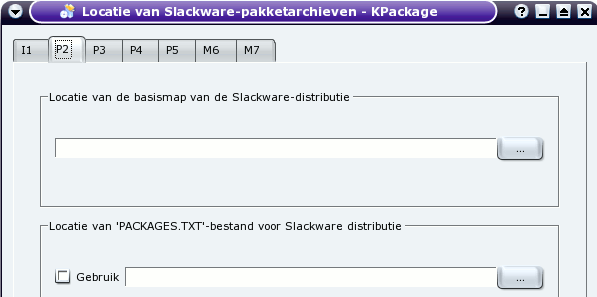 Locatie van Slackware-pakketarchieven - KPackage
I1 P2 P3 P4 P5 M6 M7
Locatie van de basismap van de Slackware-distributie
...
Locatie van 'PACKAGES.TXT'-bestand voor Slackware distributie
Gebruik ...